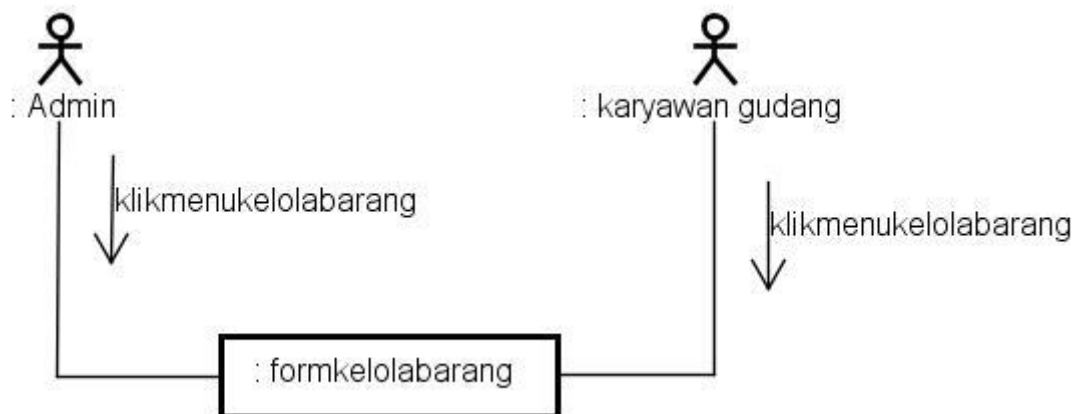 : Admin
: karyawan gudang
klikmenukelolabarang
klikmenukelolabarang
: formkelolabarang